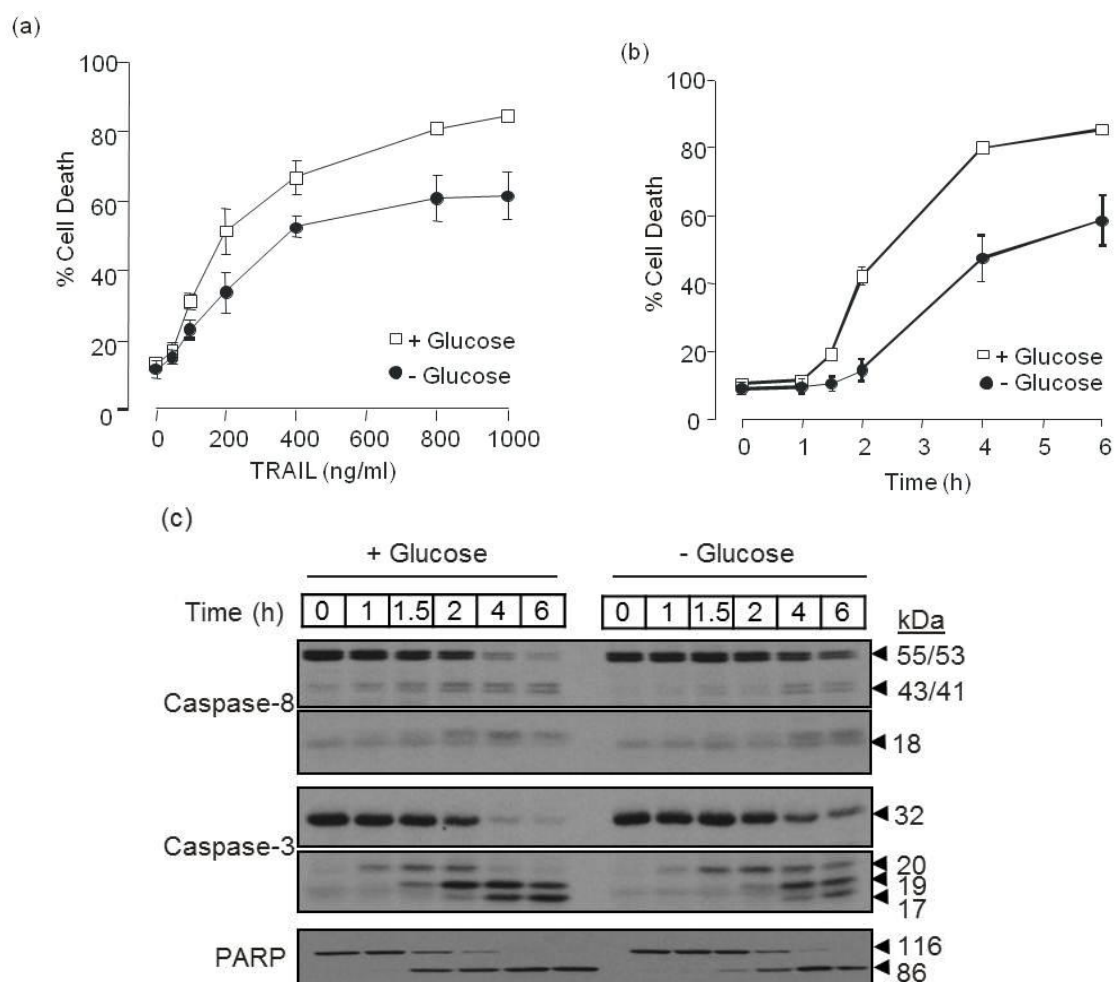 (a)
100
80
60
40
20
0
% Cell Death
+ Glucose
- Glucose
0 200 400 600 800 1000
TRAIL (ng/ml)
(b)
100
80
60
40
20
0
% Cell Death
+ Glucose
- Glucose
0 1 2 3 4 5 6
Time (h)
(c)
+ Glucose - Glucose
Time (h) 0 1 1.5 2 4 6 0 1 1.5 2 4 6 kDa
55/53
43/41
Caspase-8
18
32
Caspase-3
20
19
17
PARP
116
86